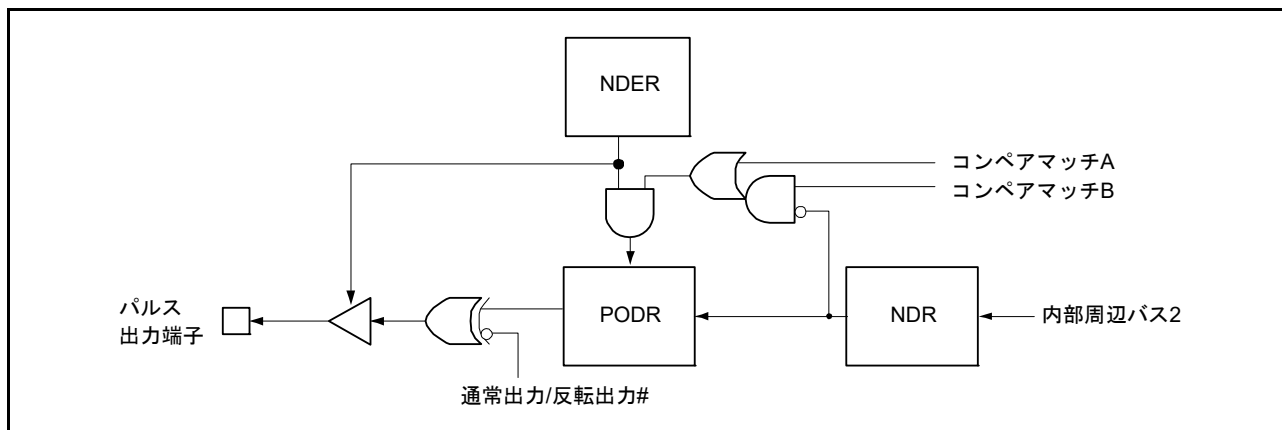 NDER
コンペアマッチA
コンペアマッチB
パルス
出力端子
PODR
NDR
内部周辺バス2
通常出力/反転出力#